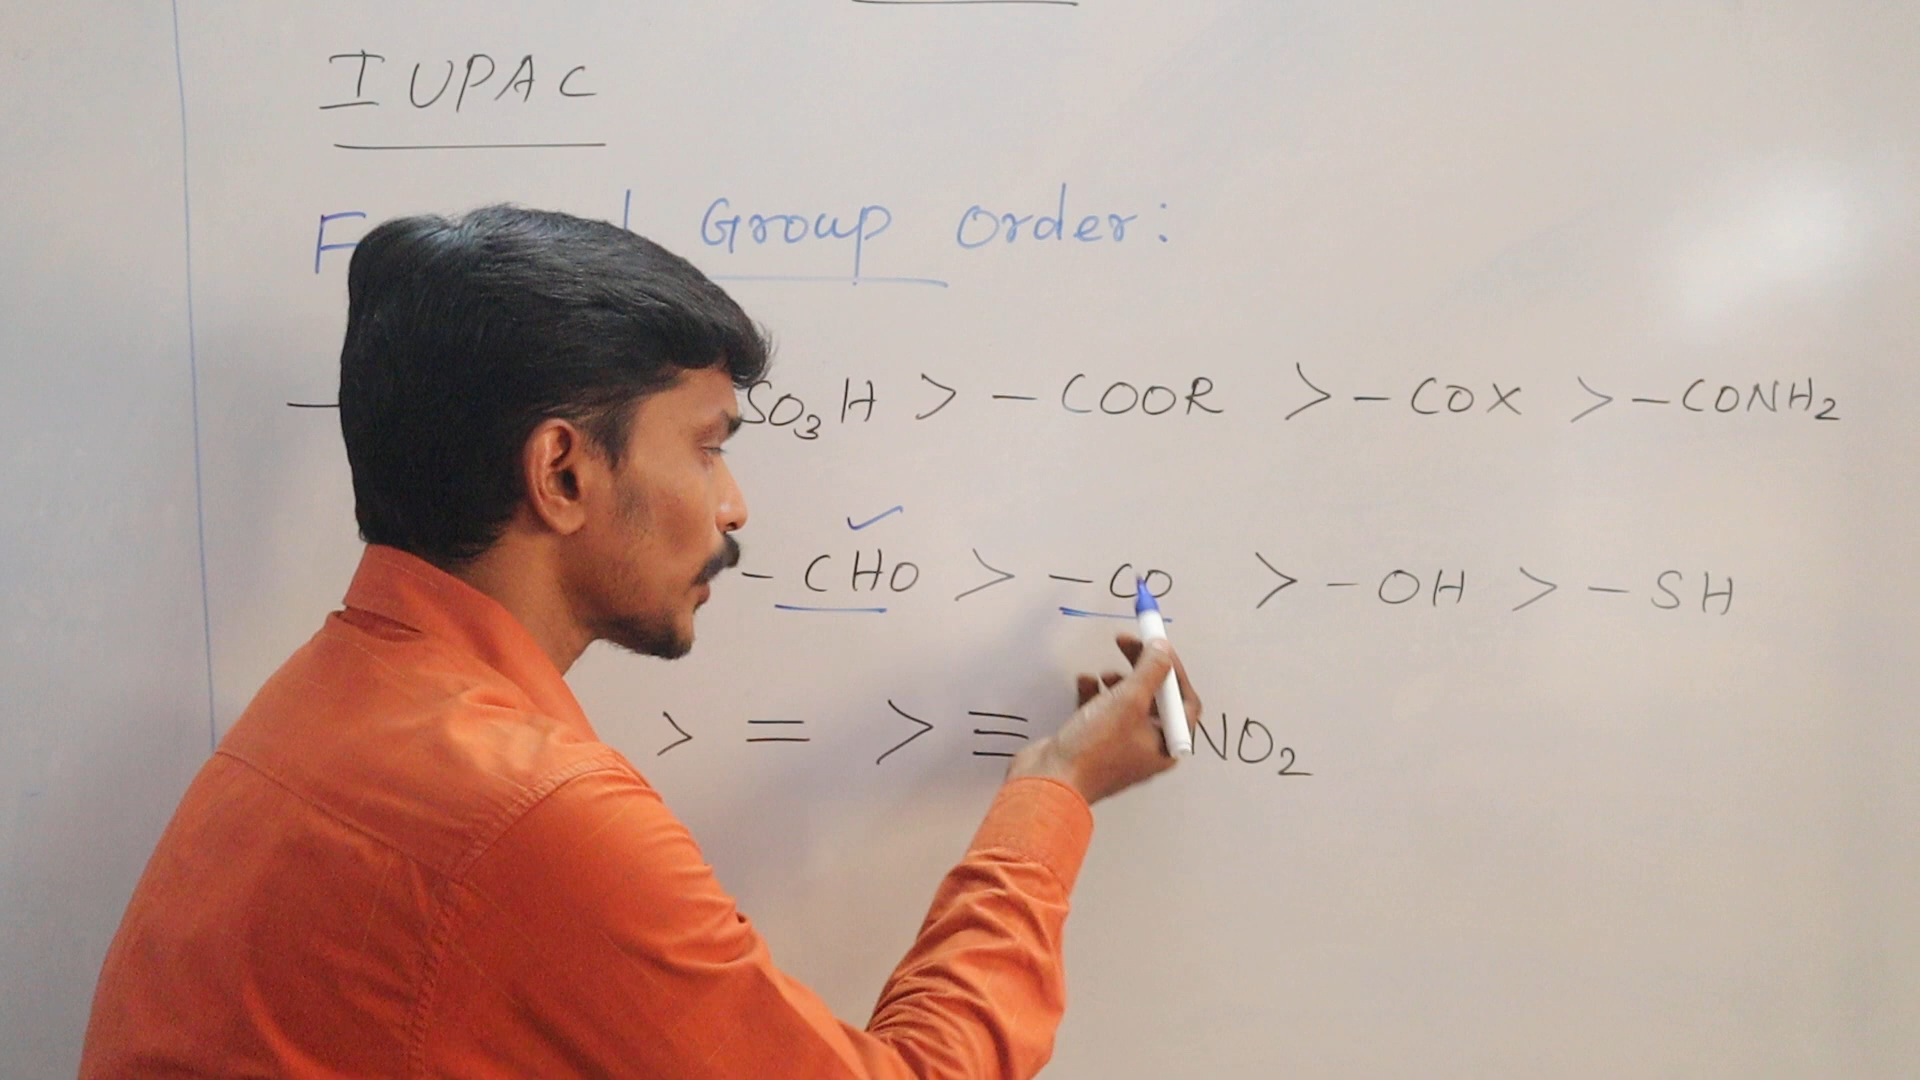 IUPAC
Group Order:
SO₃H > -COOR > -COX > -CONH₂
-CHO > -CO > -OH > -SH
> = > ≡ NO₂